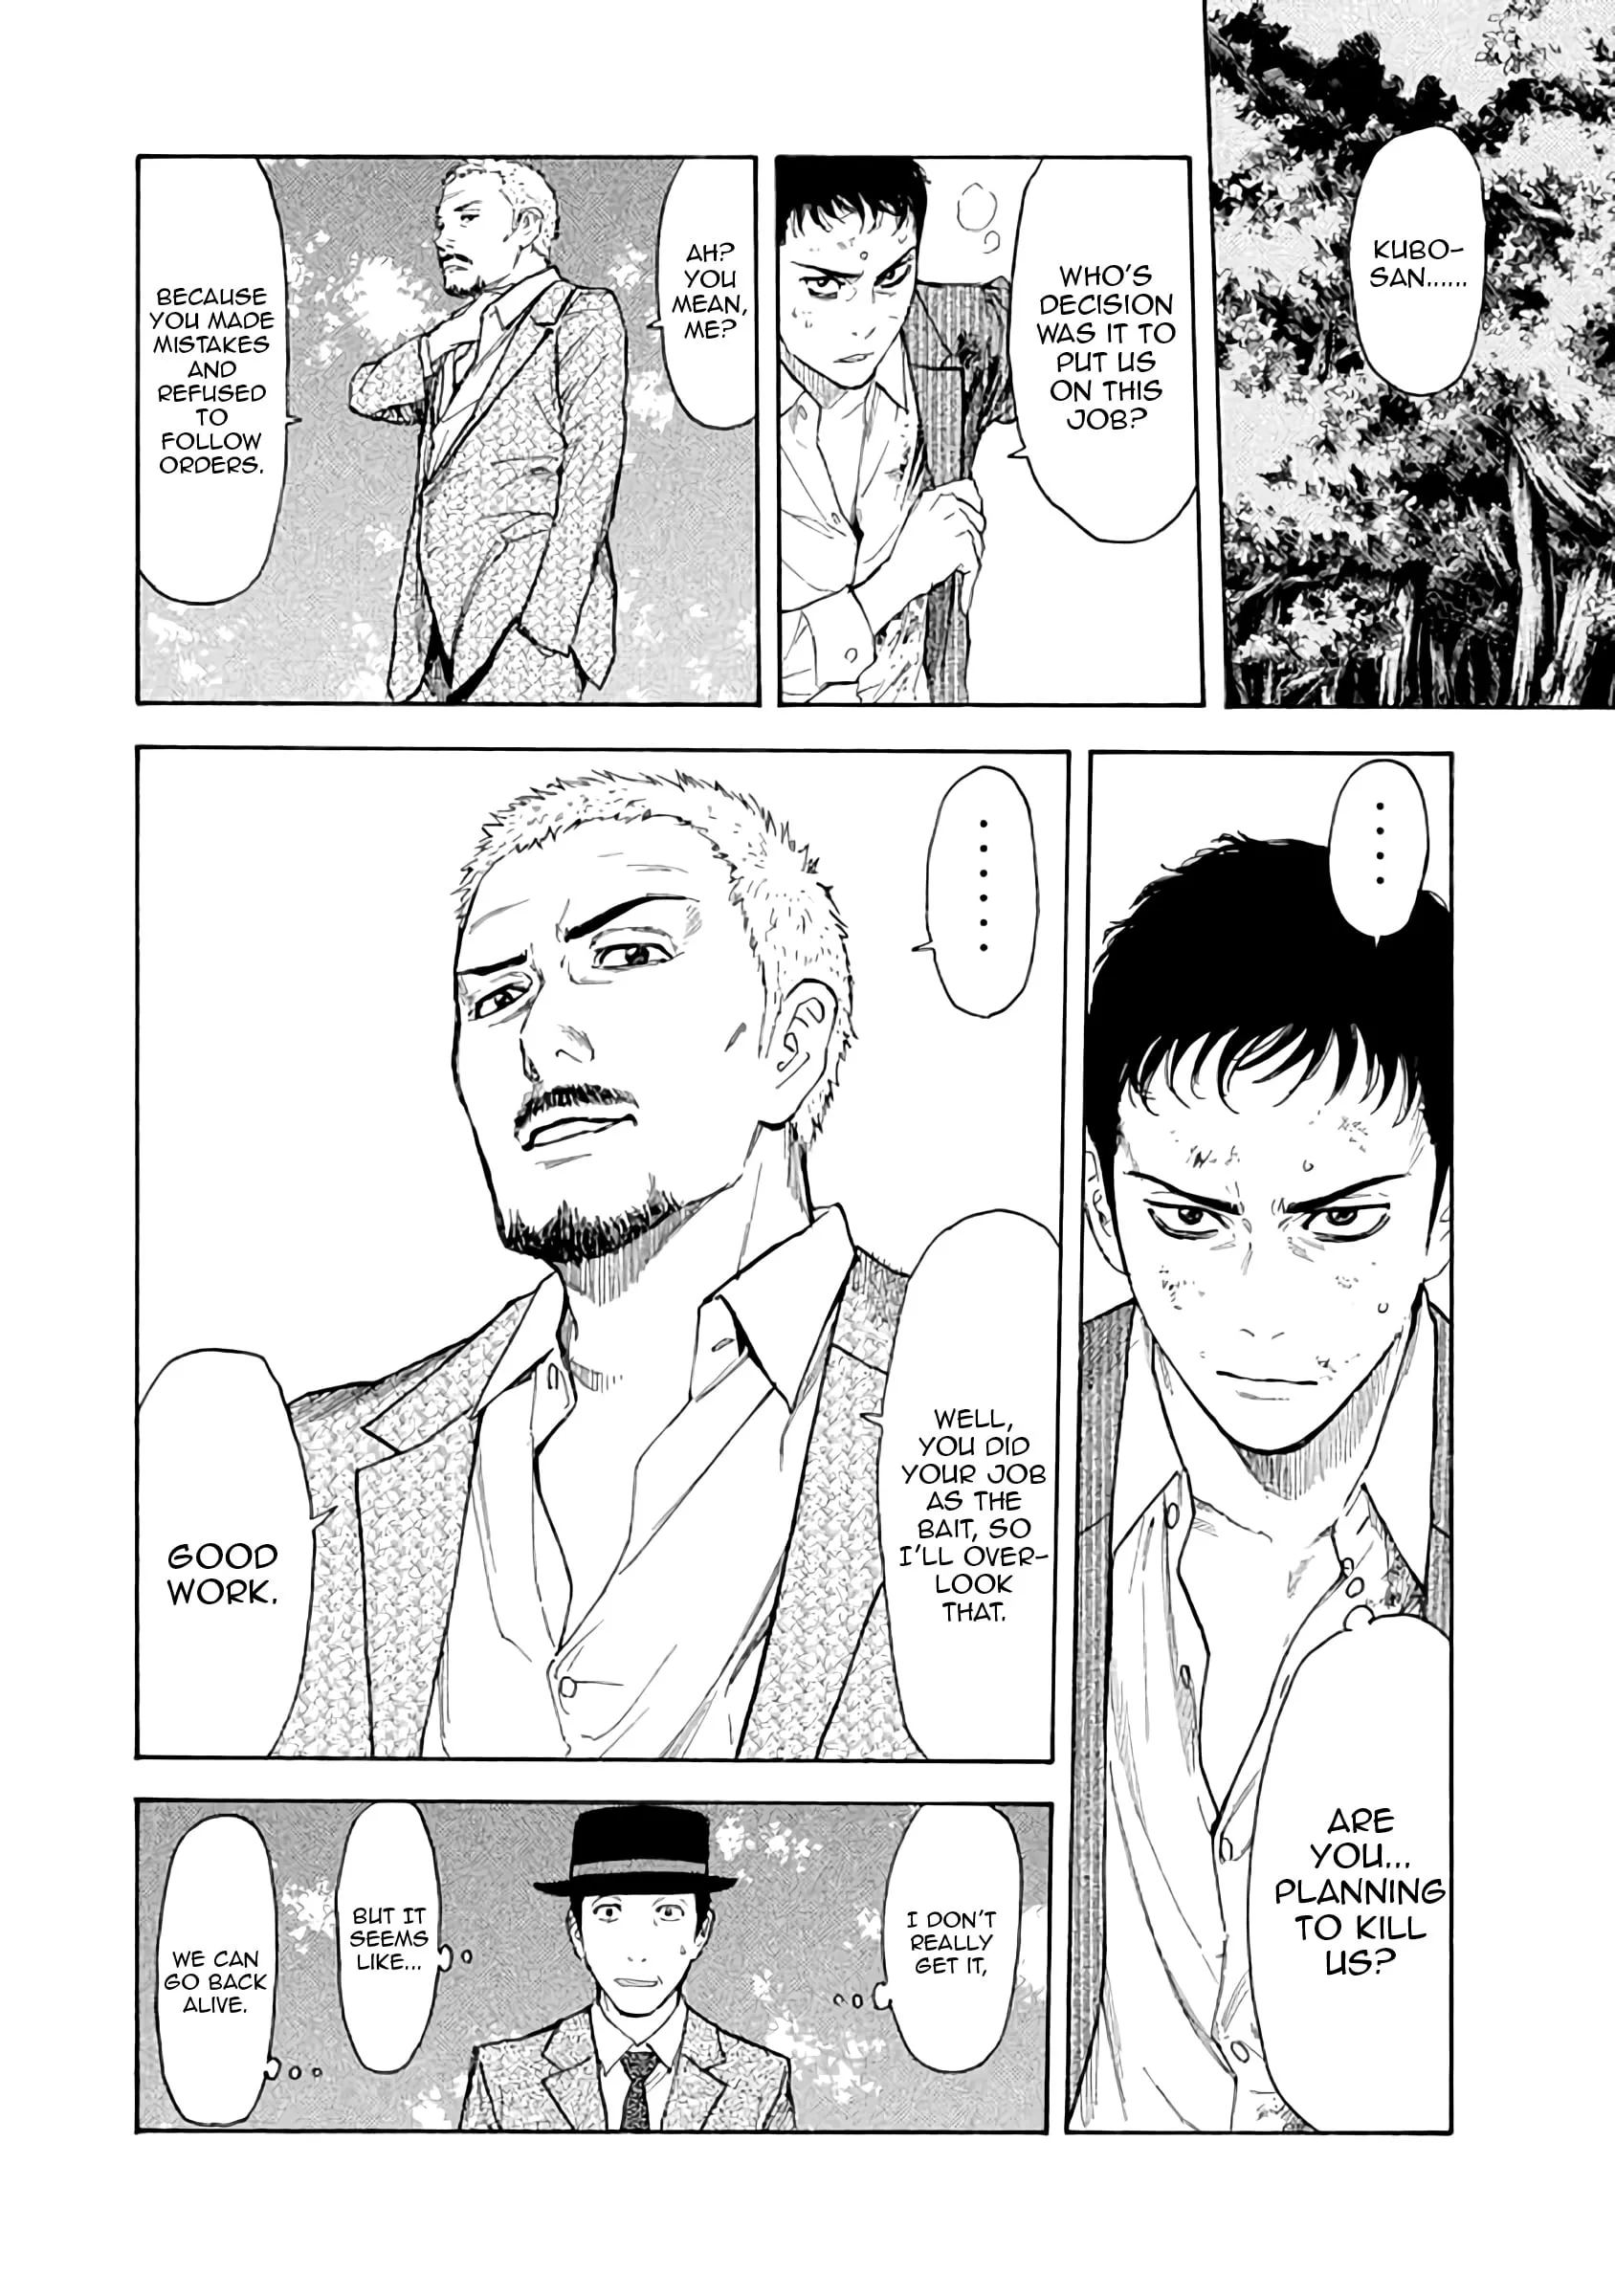 KUBO-
SAN......
WHO'S
DECISION
WAS IT TO
PUT US
ON THIS
JOB?
AH?
YOU
MEAN,
ME?
BECAUSE
YOU MADE
MISTAKES
AND
REFUSED
TO
FOLLOW
ORDERS.
....
ARE
YOU...
PLANNING
TO KILL
US?
......
WELL,
YOU DID
YOUR JOB
AS THE
BAIT, SO
I'LL OVER-
LOOK
THAT.
GOOD
WORK.
I DON'T
REALLY
GET IT,
BUT IT
SEEMS
LIKE...
WE CAN
GO BACK
ALIVE.